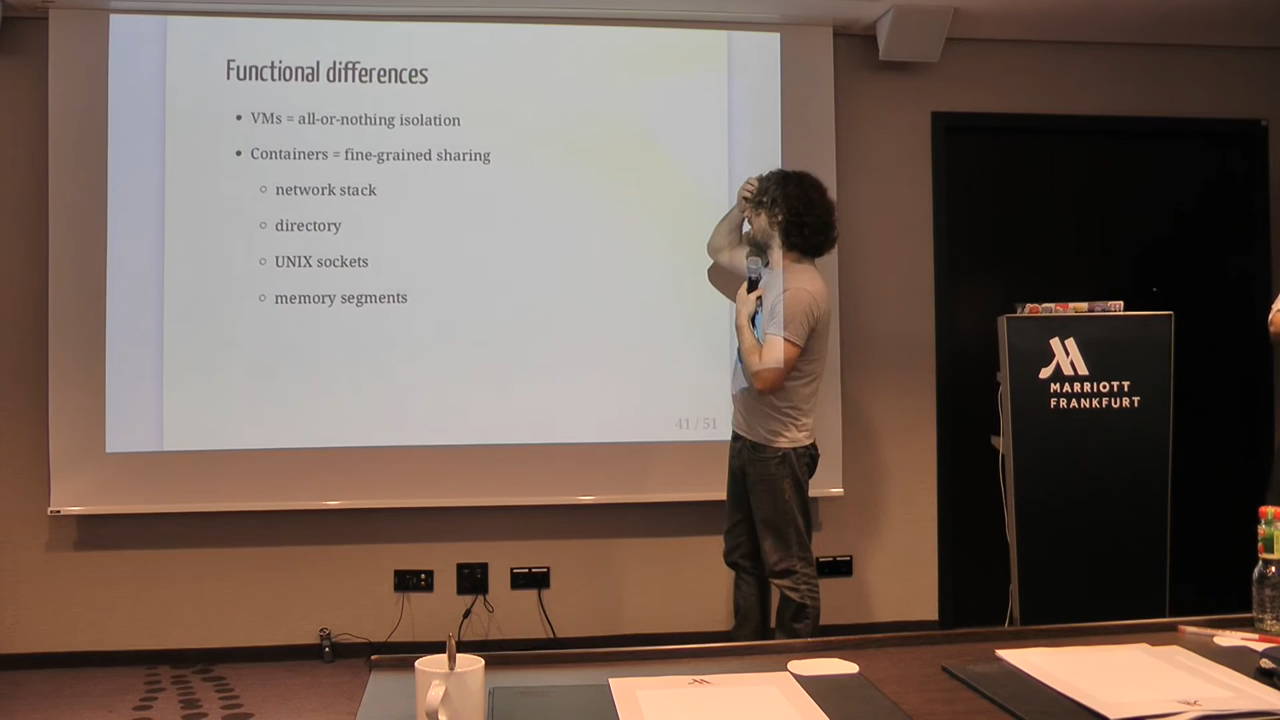 Functional differences
• VMs = all-or-nothing isolation
• Containers = fine-grained sharing
◦ network stack
◦ directory
◦ UNIX sockets
◦ memory segments
41 / 51
MARRIOTT
FRANKFURT